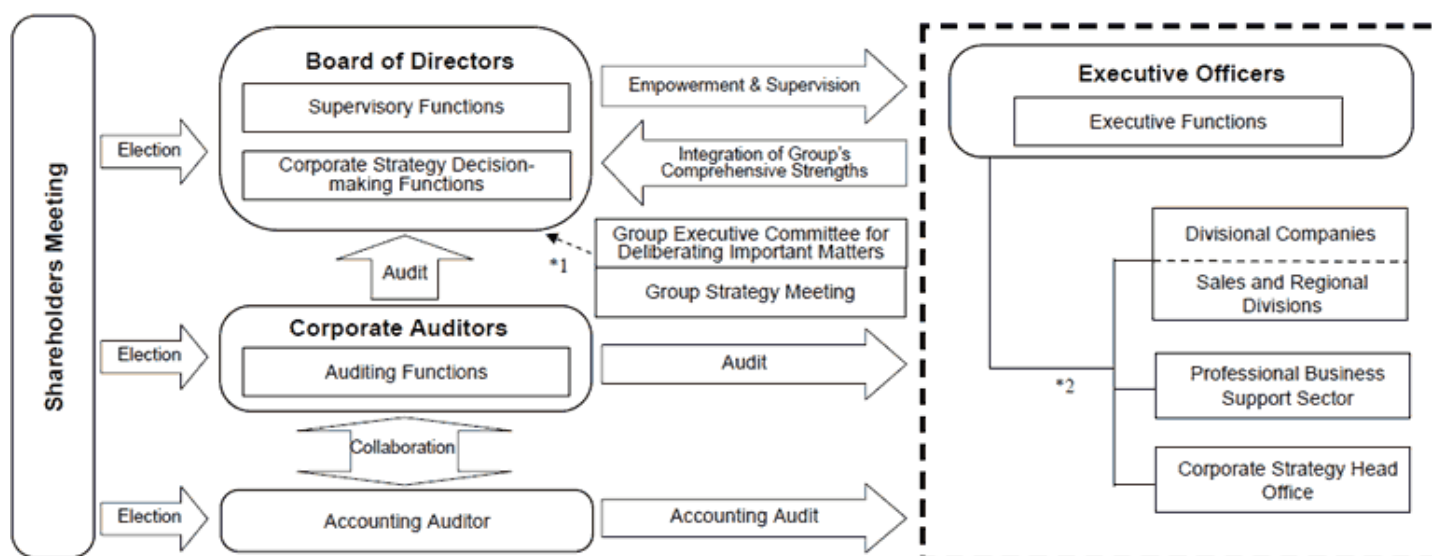 Shareholders Meeting
Election
Board of Directors
Supervisory Functions
Corporate Strategy Decision-
making Functions
Empowerment & Supervision
Integration of Group's
Comprehensive Strengths
Audit
*1
Group Executive Committee for
Deliberating Important Matters
Group Strategy Meeting
Election
Corporate Auditors
Auditing Functions
Audit
Collaboration
Election
Accounting Auditor
Accounting Audit
Executive Officers
Executive Functions
Divisional Companies
Sales and Regional
Divisions
*2
Professional Business
Support Sector
Corporate Strategy Head
Office